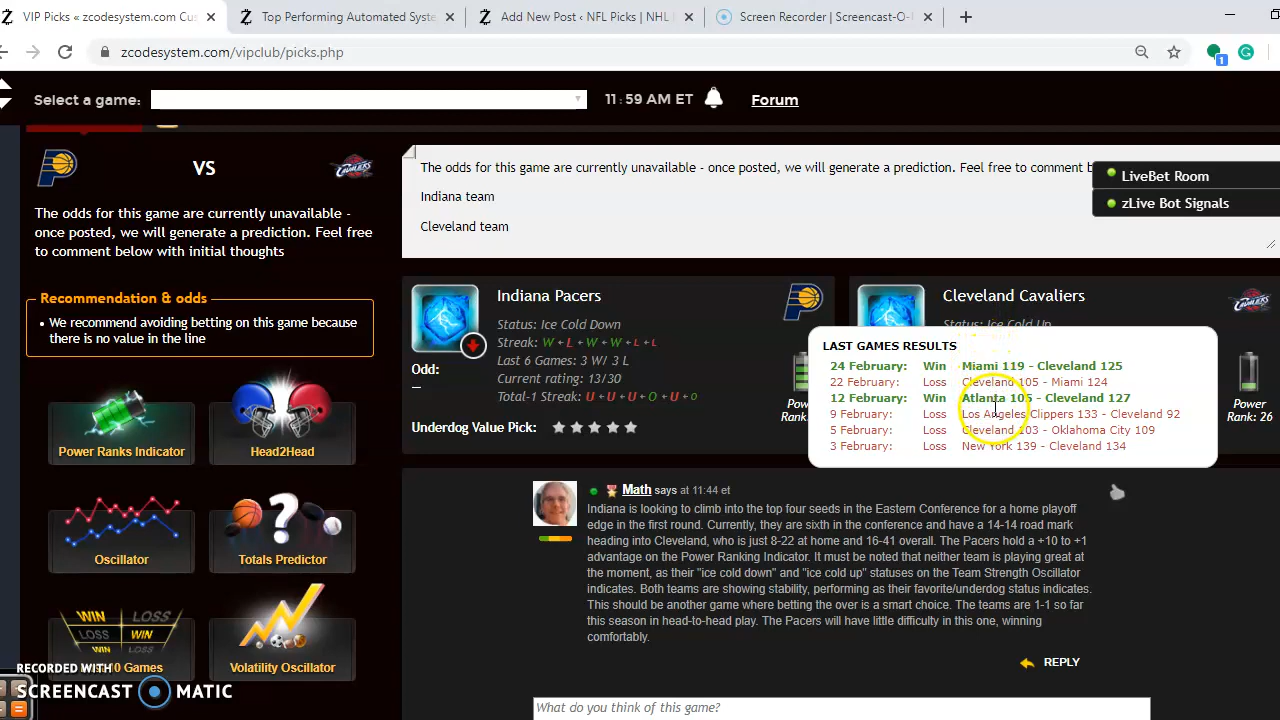 VIP Picks « zcodesystem.com Cus
Top Performing Automated Syste
Add New Post ‹ NFL Picks | NHL
Screen Recorder | Screencast-O-
zcodesystem.com/vipclub/picks.php
1
Select a game:
11:59 AM ET
Forum
VS
The odds for this game are currently unavailable -
once posted, we will generate a prediction. Feel free
to comment below with initial thoughts
The odds for this game are currently unavailable - once posted, we will generate a prediction. Feel free to comment b
Indiana team
Cleveland team
LiveBet Room
zLive Bot Signals
Recommendation & odds
• We recommend avoiding betting on this game because
there is no value in the line
Indiana Pacers
Status: Ice Cold Down
Streak: W + L + W + W + L + L
Last 6 Games: 3 W/ 3 L
Current rating: 13/30
Total-1 Streak: U + U + U + O + U + O
Odd:
—
Underdog Value Pick:
Pow
Rank.
Cleveland Cavaliers
Status: Ice Cold Up
Power
Rank: 26
LAST GAMES RESULTS
24 February: Win Miami 119 - Cleveland 125
22 February: Loss Cleveland 105 - Miami 124
12 February: Win Atlanta 105 - Cleveland 127
9 February: Loss Los Angeles Clippers 133 - Cleveland 92
5 February: Loss Cleveland 103 - Oklahoma City 109
3 February: Loss New York 139 - Cleveland 134
Power Ranks Indicator
Head2Head
Oscillator
Totals Predictor
WIN LOSS
LOSS WIN
WIN LOSS
10 Games
Volatility Oscillator
Math says at 11:44 et
Indiana is looking to climb into the top four seeds in the Eastern Conference for a home playoff
edge in the first round. Currently, they are sixth in the conference and have a 14-14 road mark
heading into Cleveland, who is just 8-22 at home and 16-41 overall. The Pacers hold a +10 to +1
advantage on the Power Ranking Indicator. It must be noted that neither team is playing great
at the moment, as their "ice cold down" and "ice cold up" statuses on the Team Strength Oscillator
indicates. Both teams are showing stability, performing as their favorite/underdog status indicates.
This should be another game where betting the over is a smart choice. The teams are 1-1 so far
this season in head-to-head play. The Pacers will have little difficulty in this one, winning
comfortably.
REPLY
What do you think of this game?
RECORDED WITH
SCREENCAST MATIC